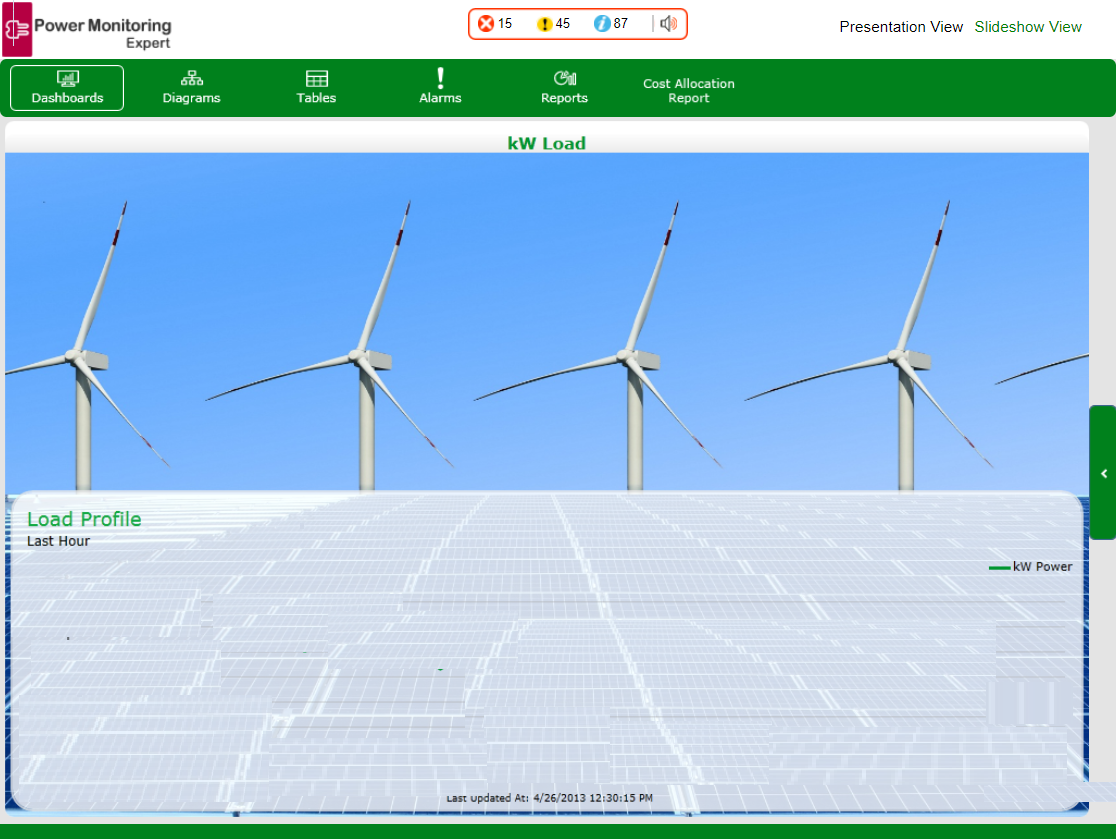 Power Monitoring
Expert
15 45 87
Presentation View Slideshow View
Dashboards
Diagrams
Tables
Alarms
Reports
Cost Allocation
Report
kW Load
Load Profile
Last Hour
kW Power
Last Updated At: 4/26/2013 12:30:15 PM